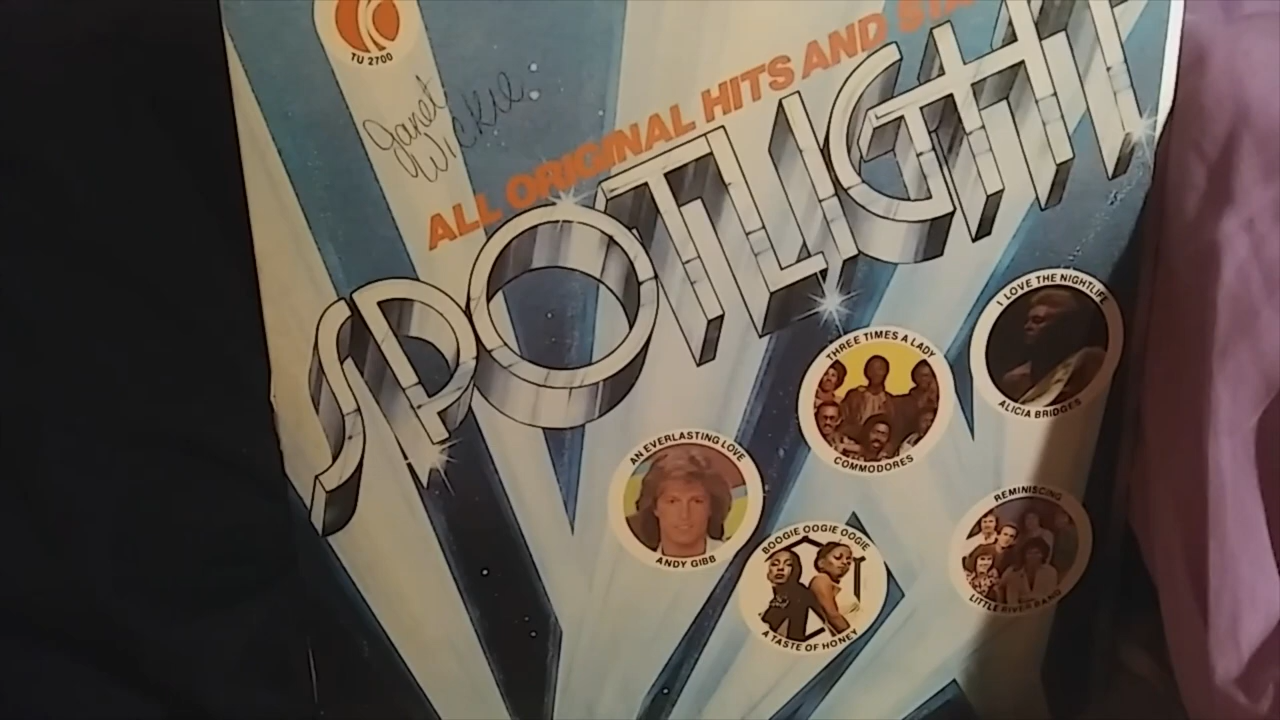 TU 2700
Janet
Wickie
ALL ORIGINAL HITS AND
SPOTLIGHT
I LOVE THE NIGHTLIFE
ALICIA BRIDGES
THREE TIMES A LADY
COMMODORES
AN EVERLASTING LOVE
ANDY GIBB
BOOGIE OOGIE OOGIE
A TASTE OF HONEY
REMINISCING
LITTLE RIVER BAND